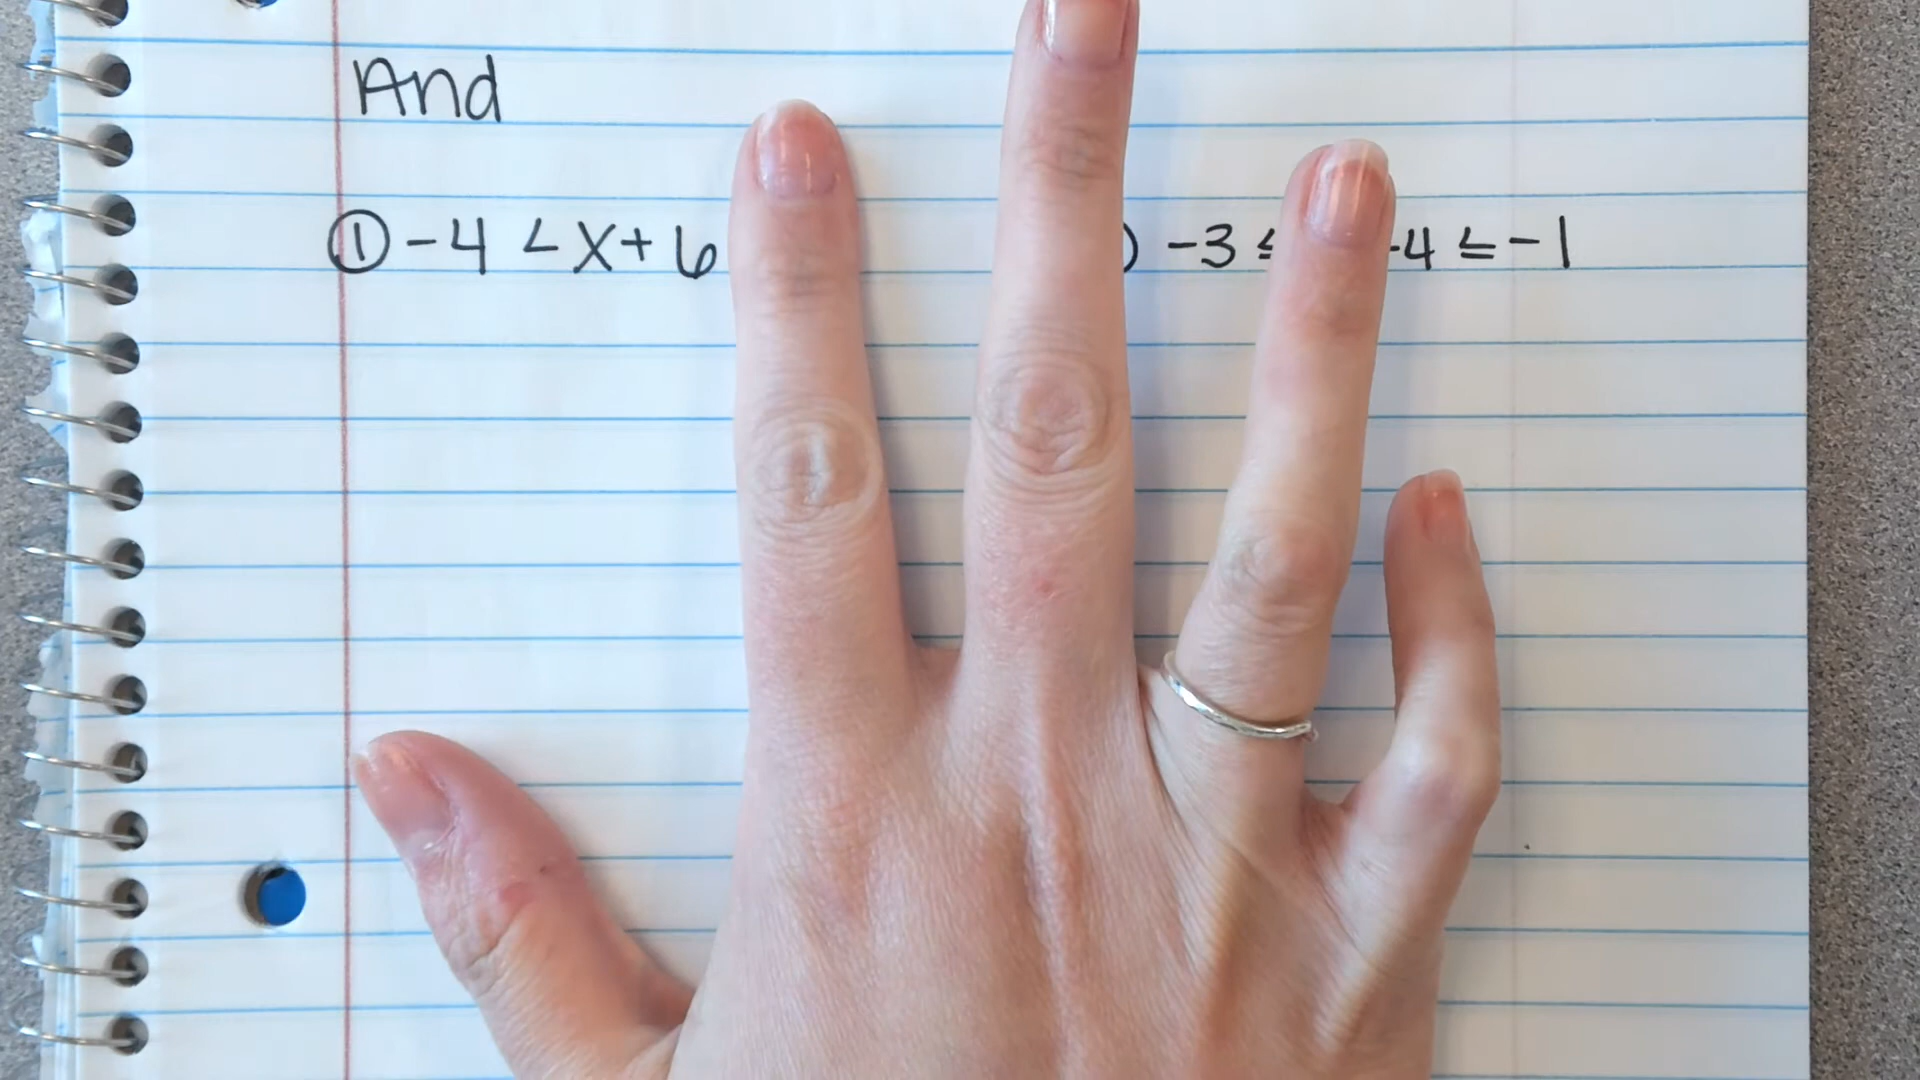 And
① -4 < x + 6
) -3 ≤ -4 ≤ -1